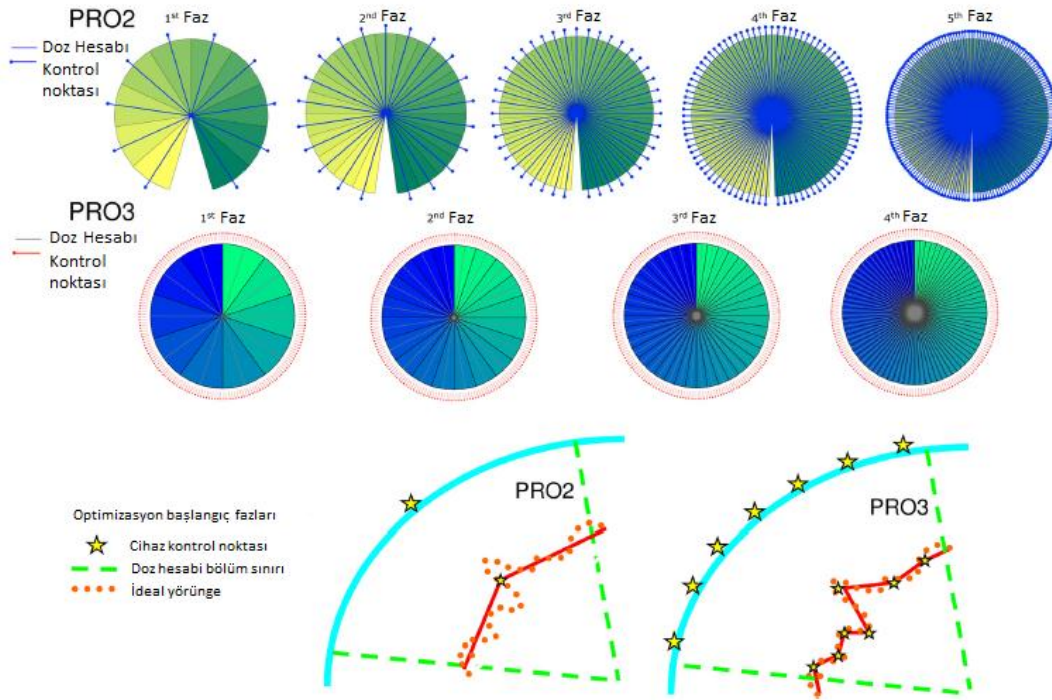 PRO2
1st Faz
2nd Faz
3rd Faz
4th Faz
5th Faz
Doz Hesabı
Kontrol
noktası
PRO3
1st Faz
2nd Faz
3rd Faz
4th Faz
Doz Hesabı
Kontrol
noktası
PRO2
PRO3
Optimizasyon başlangıç fazları
Cihaz kontrol noktası
Doz hesabi bölüm sınırı
İdeal yörünge